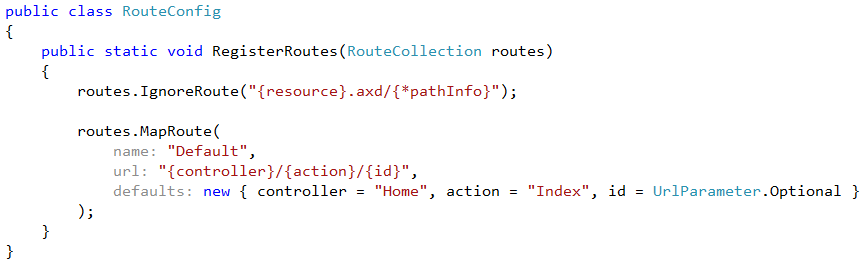 public class RouteConfig
{
    public static void RegisterRoutes(RouteCollection routes)
    {
        routes.IgnoreRoute("{resource}.axd/{*pathInfo}");

        routes.MapRoute(
            name: "Default",
            url: "{controller}/{action}/{id}",
            defaults: new { controller = "Home", action = "Index", id = UrlParameter.Optional }
        );
    }
}